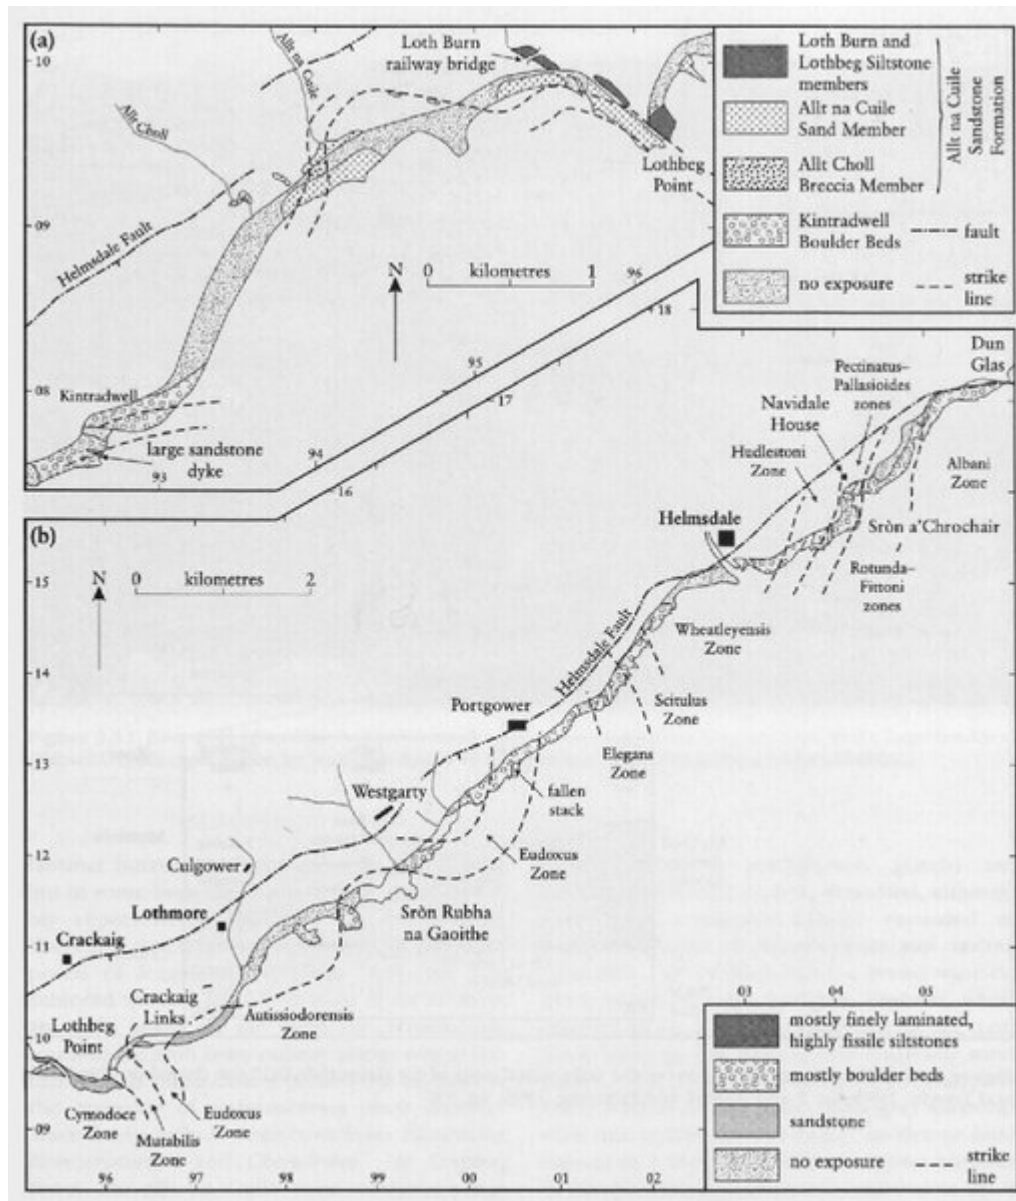 (a)
10
Allt na Cuile
Loth Burn
railway bridge
Allt Choll
Lothbeg
Point
09
Helmsdale Fault
N
0 kilometres 1
96
18
08
Kintradwell
large sandstone
dyke
93
94
95
17
16
Loth Burn and
Lothbeg Siltstone
members
Allt na Cuile
Sand Member
Allt Choll
Breccia Member
Allt na Cuile
Sandstone
Formation
Kintradwell
Boulder Beds
fault
no exposure
strike
line
(b)
N
0 kilometres 2
15
14
13
12
11
10
09
Dun
Glas
Pectinatus–
Pallasioides
zones
Navidale
House
Hudlestoni
Zone
Albani
Zone
Helmsdale
Sròn a'Chrochair
Rotunda–
Fittoni
zones
Wheatleyensis
Zone
Helmsdale Fault
Scitulus
Zone
Portgower
Elegans
Zone
fallen
stack
Westgarty
Eudoxus
Zone
Culgower
Sròn Rubha
na Gaoithe
Lothmore
Crackaig
Crackaig
Links
Autissiodorensis
Zone
Lothbeg
Point
Cymodoce
Zone
Mutabilis
Zone
Eudoxus
Zone
96 97 98 99 00 01 02
03 04 05
mostly finely laminated,
highly fissile siltstones
mostly boulder beds
sandstone
no exposure
strike
line